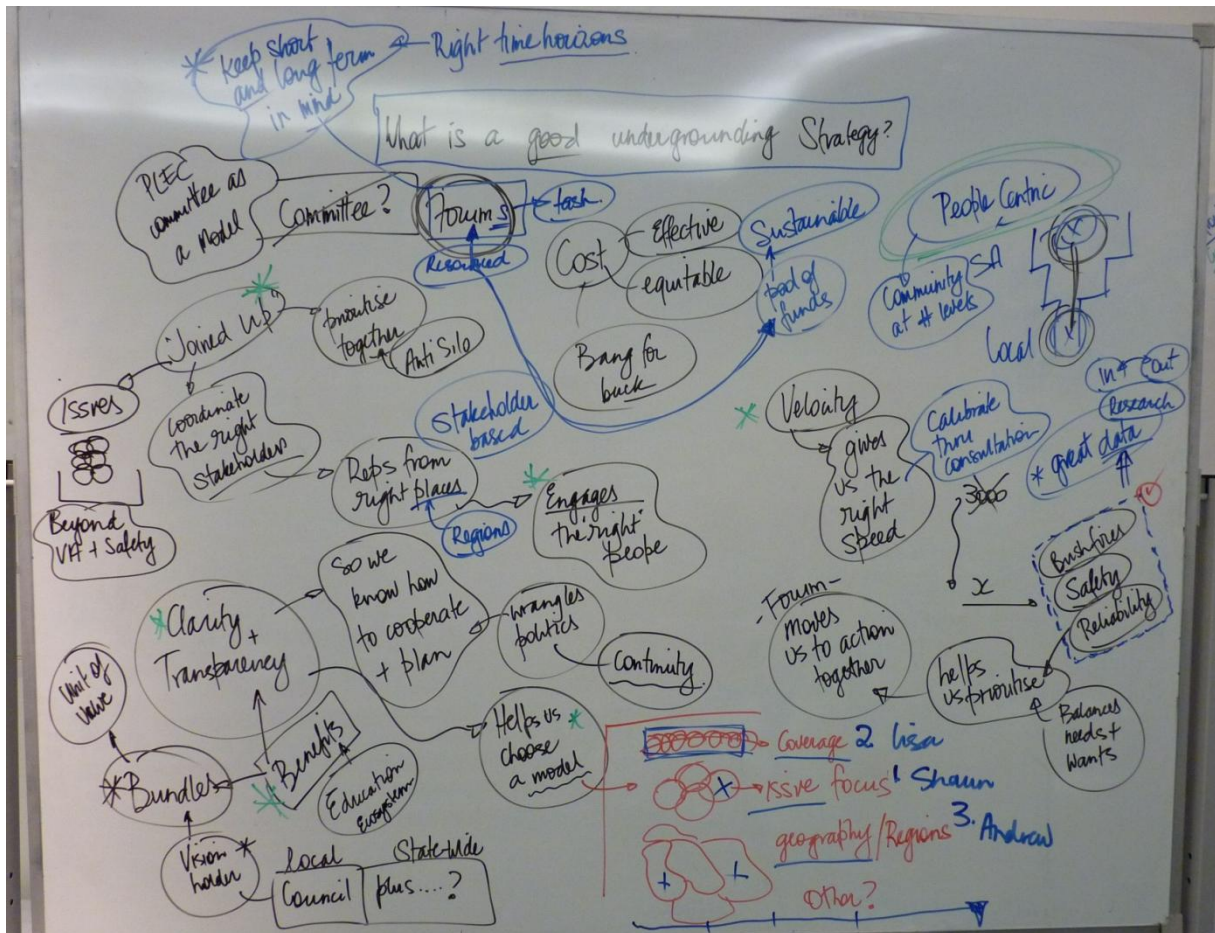 * Keep short
and long term
in mind
Right time horizons
What is a good undergrounding Strategy?
PLEC
committee as
a Model
Committee?
Forums
task
Resourced
Cost
Effective
equitable
Bang for
buck
Sustainable
pool of
funds
People Centric
Community
at # levels
SA
Local
"Joined Up"
prioritise
together
Anti Silo
Issues
Beyond
VM + Safety
coordinate
the right
stakeholders
Stakeholder
based
Reps from
right places
Regions
Engages
the "right"
peope
Velocity
gives
us the
right
speed
Calibrate
thru
consultation
3000
x
In + out
Research
* great data
Bushfires
Safety
Reliability
Clarity +
Transparency
So we
know how
to cooperate
+ plan
wrangles
politics
Continuity
- Forum -
moves
us to action
together
helps
us prioritise
Balances
needs +
wants
Unit of
value
* Bundles
Benefits
Education
Ecosystem
Vision *
holder
Local
State-wide
Council
plus....?
Helps us
choose
a model
Coverage 2 Lisa
Issue focus 1. Shaun
geography/Regions 3. Andrew
Other?